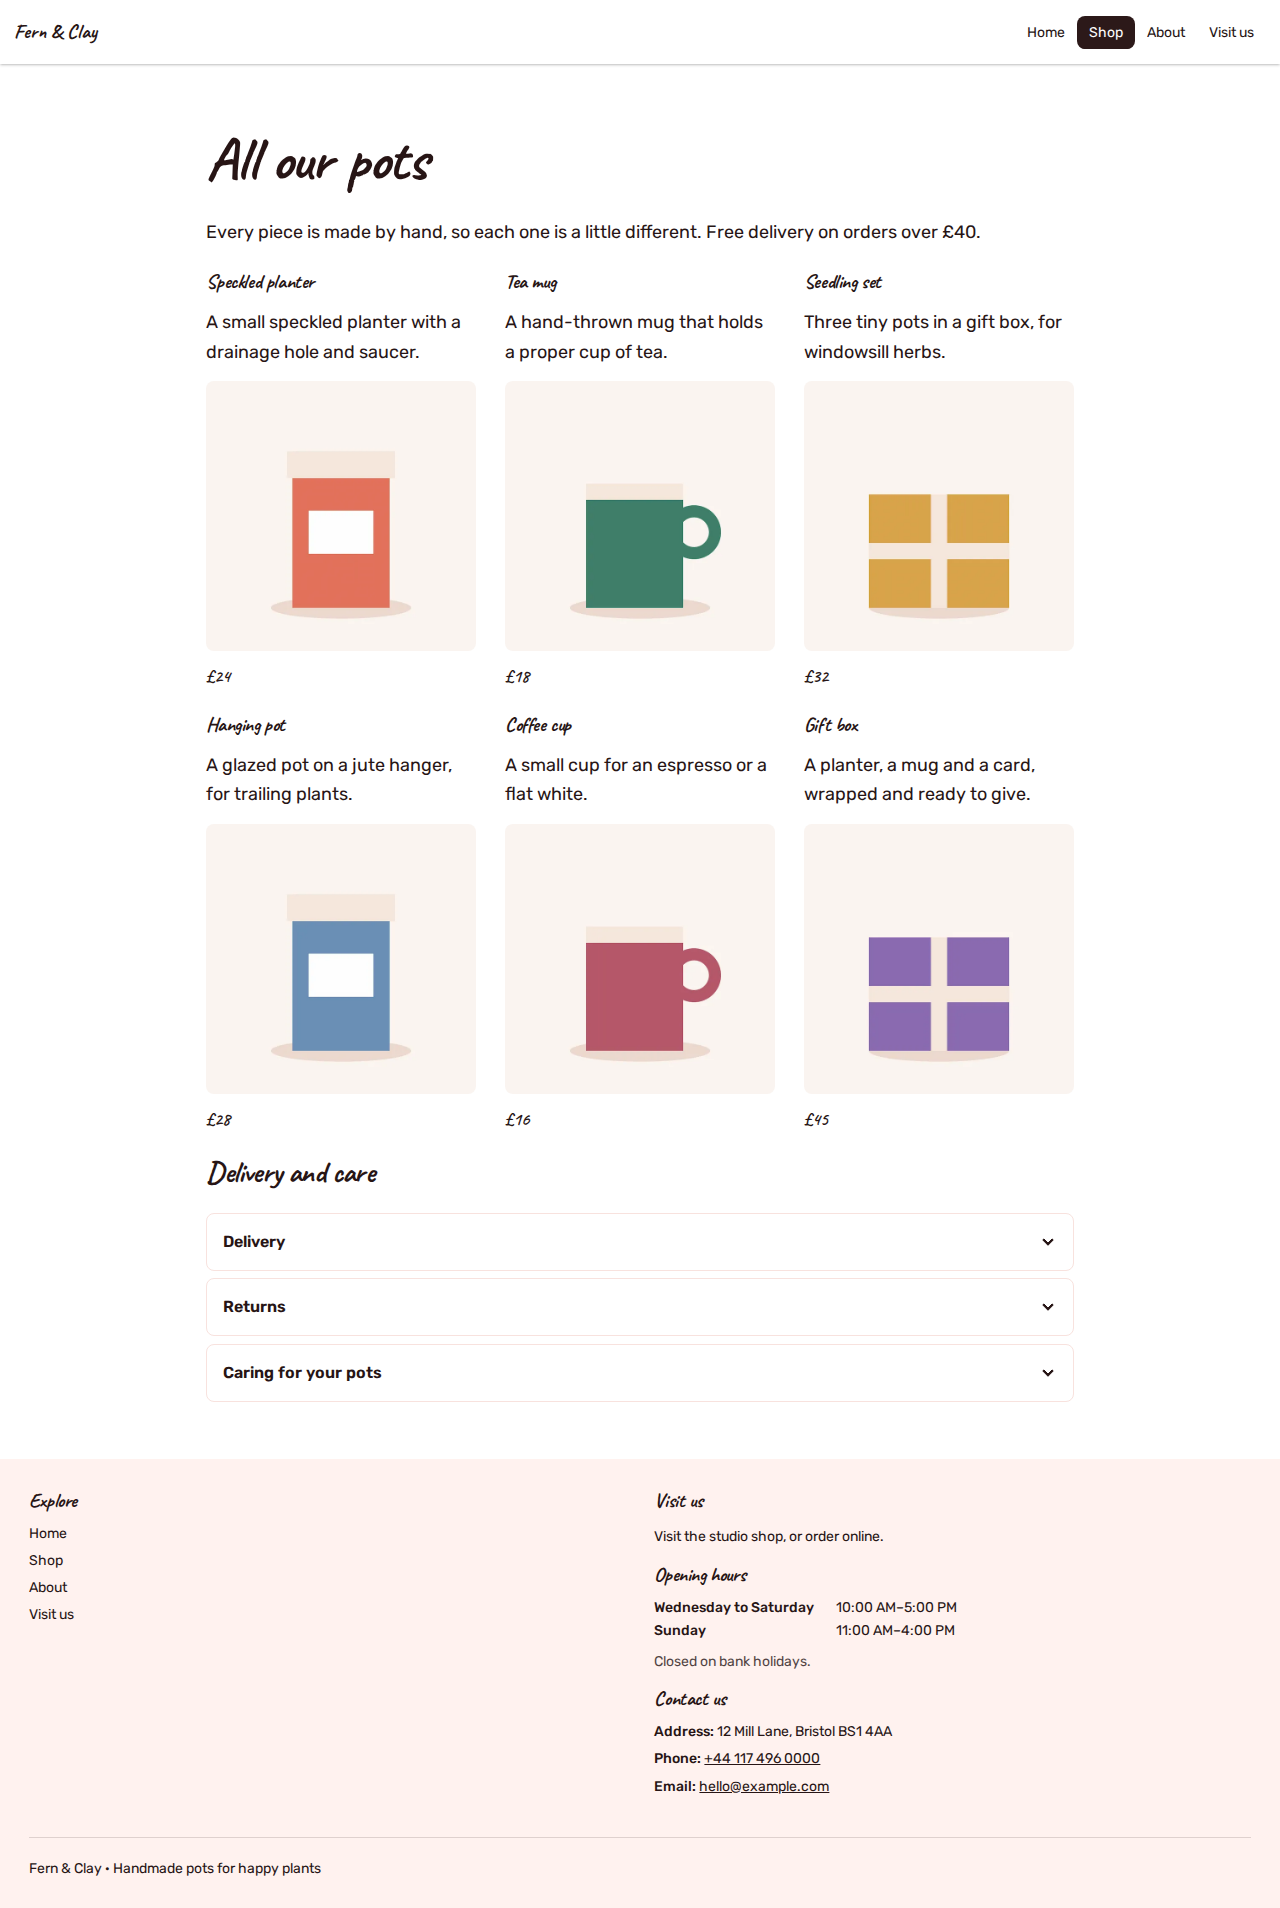 Fern & Clay
Home
Shop
About
Visit us
All our pots
Every piece is made by hand, so each one is a little different. Free delivery on orders over £40.
Speckled planter
A small speckled planter with a
drainage hole and saucer.
£24
Tea mug
A hand-thrown mug that holds
a proper cup of tea.
£18
Seedling set
Three tiny pots in a gift box, for
windowsill herbs.
£32
Hanging pot
A glazed pot on a jute hanger,
for trailing plants.
£28
Coffee cup
A small cup for an espresso or a
flat white.
£16
Gift box
A planter, a mug and a card,
wrapped and ready to give.
£45
Delivery and care
Delivery
Returns
Caring for your pots
Explore
Home
Shop
About
Visit us
Visit us
Visit the studio shop, or order online.
Opening hours
Wednesday to Saturday 10:00 AM–5:00 PM
Sunday 11:00 AM–4:00 PM
Closed on bank holidays.
Contact us
Address: 12 Mill Lane, Bristol BS1 4AA
Phone: +44 117 496 0000
Email: hello@example.com
Fern & Clay • Handmade pots for happy plants